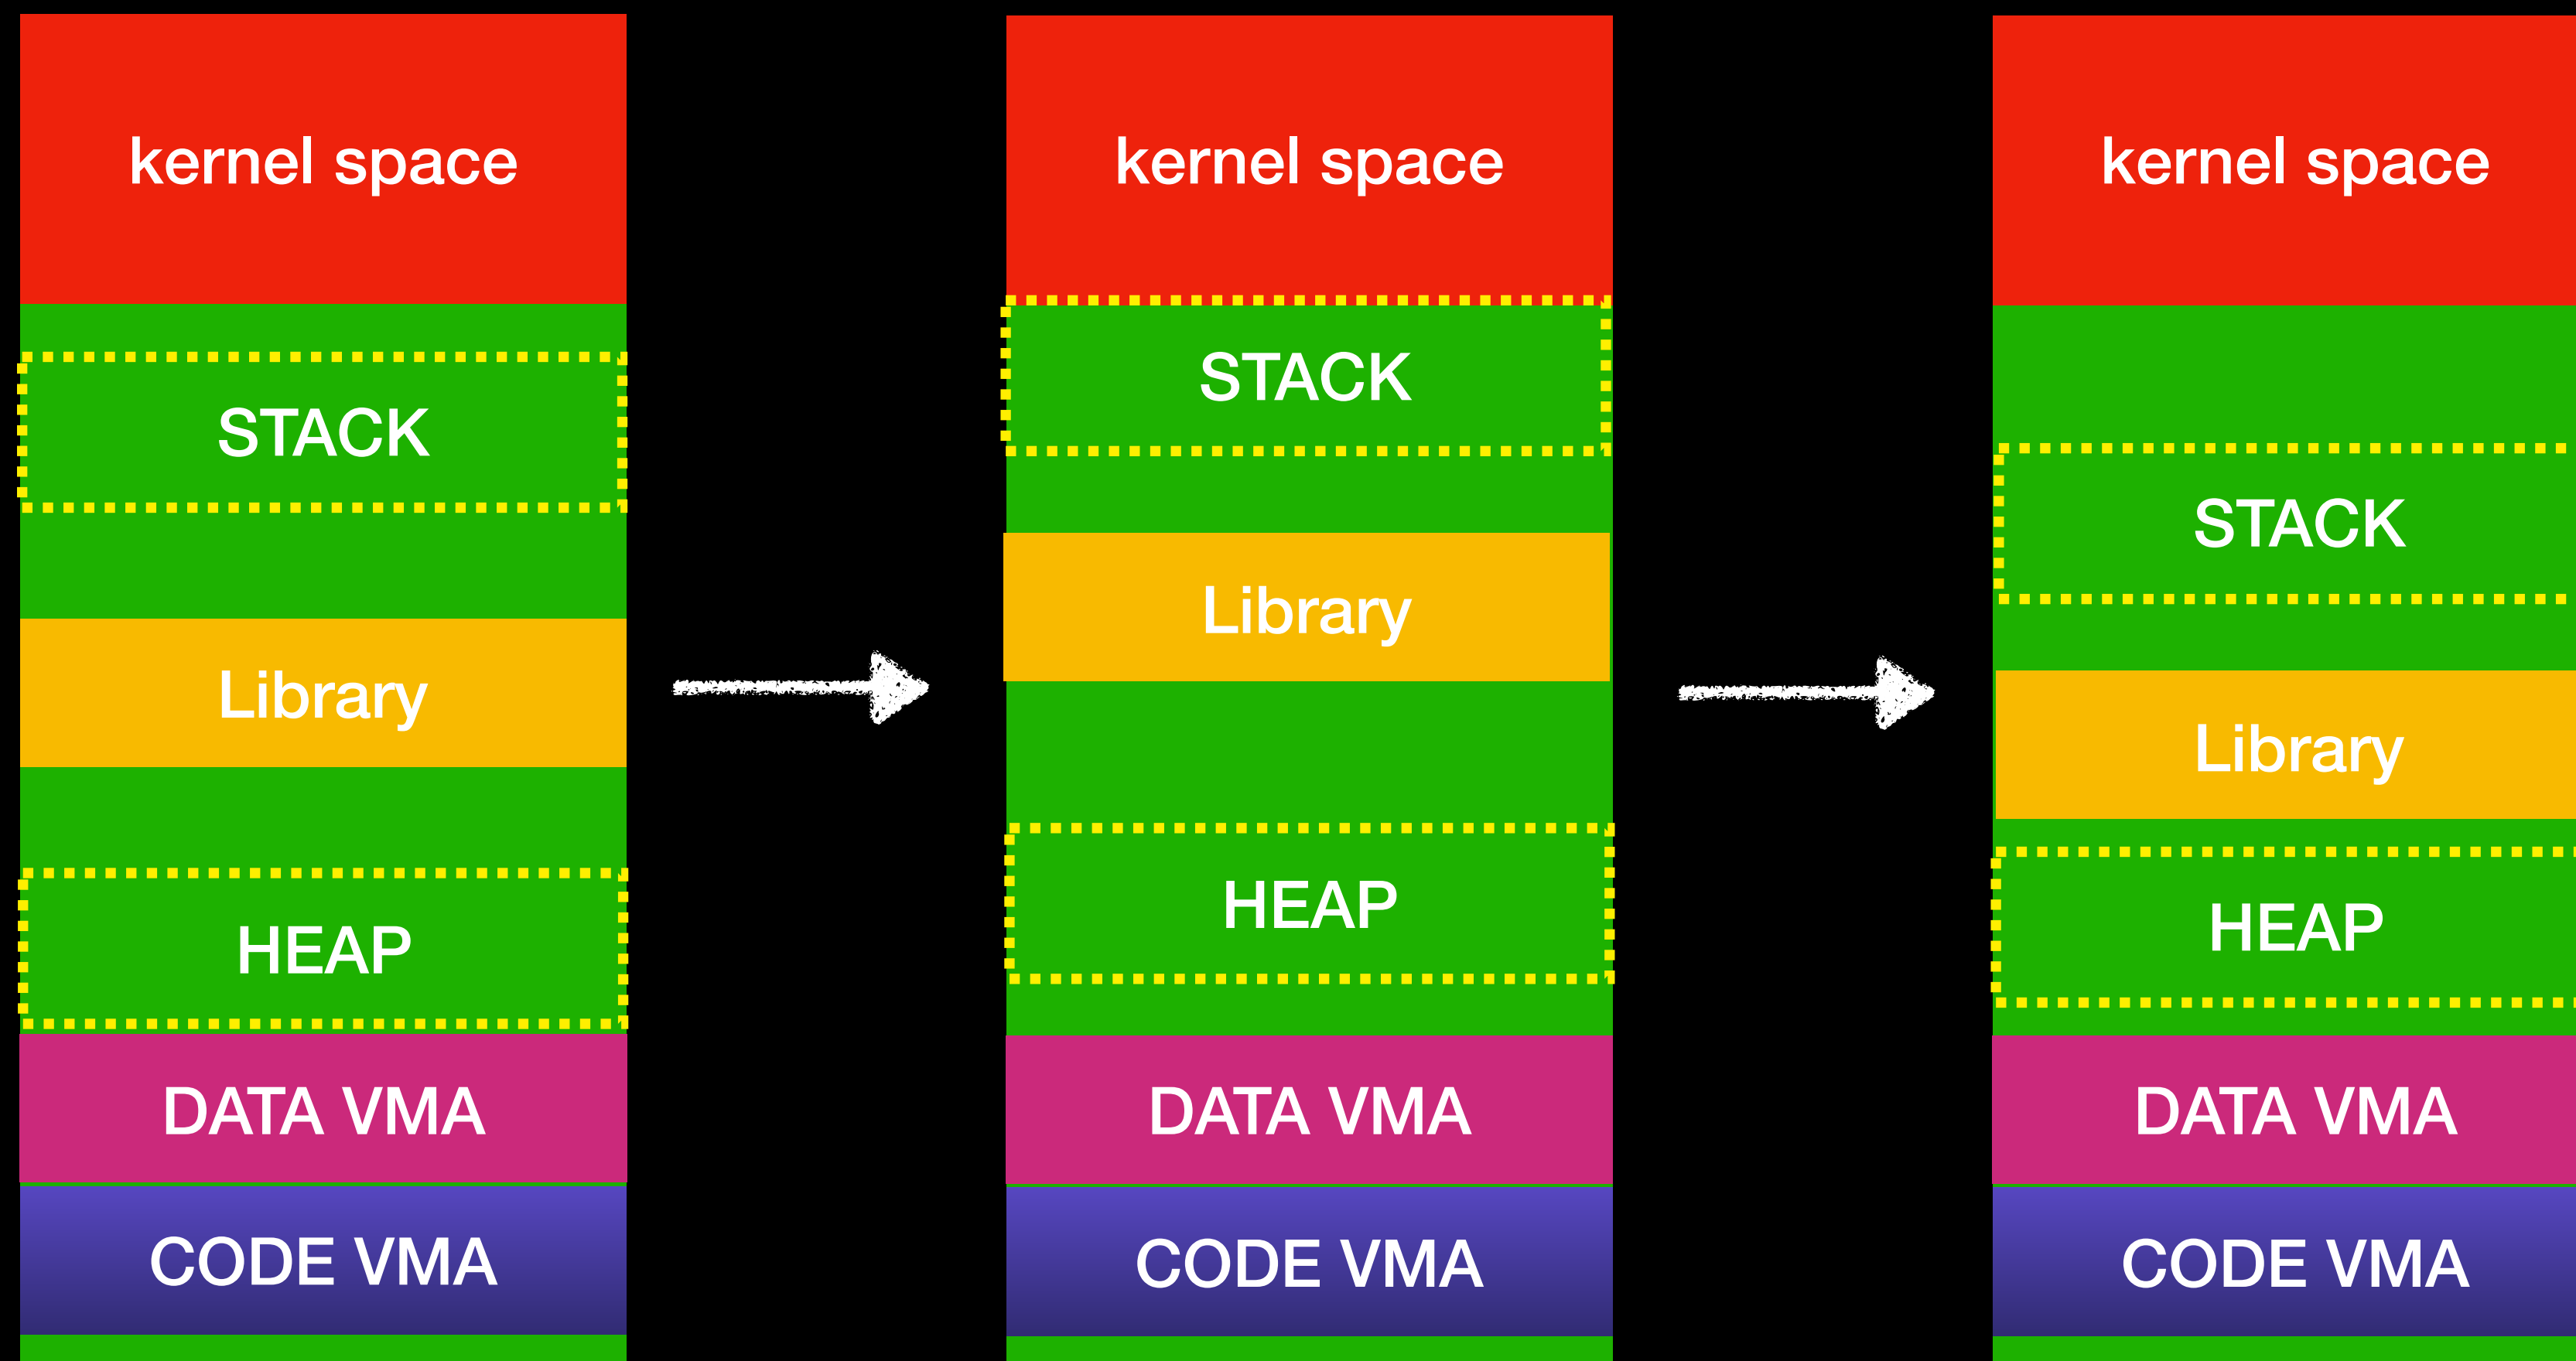 kernel space
STACK
Library
HEAP
DATA VMA
CODE VMA
kernel space
STACK
Library
HEAP
DATA VMA
CODE VMA
kernel space
STACK
Library
HEAP
DATA VMA
CODE VMA